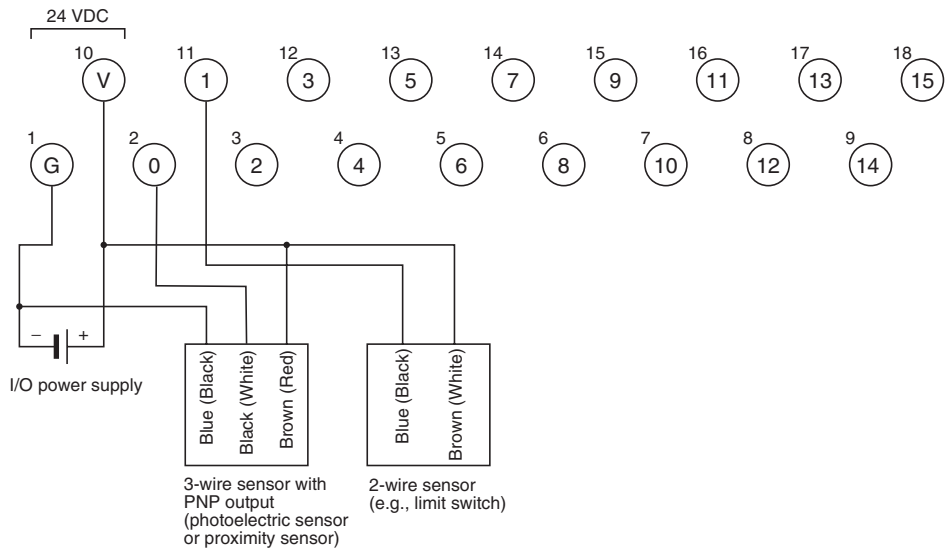 24 VDC
10 11 12 13 14 15 16 17 18
V 1 3 5 7 9 11 13 15
1 2 3 4 5 6 7 8 9
G 0 2 4 6 8 10 12 14
− +
I/O power supply
Blue (Black)
Black (White)
Brown (Red)
Blue (Black)
Brown (White)
3-wire sensor with
PNP output
(photoelectric sensor
or proximity sensor)
2-wire sensor
(e.g., limit switch)